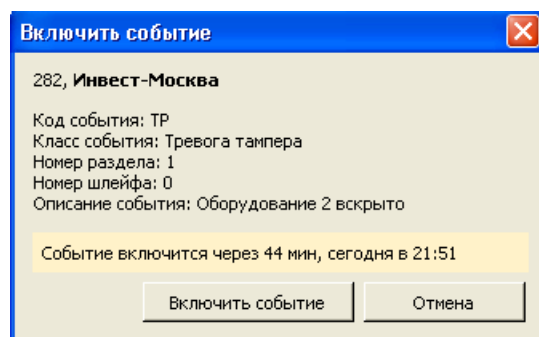 Включить событие
282, Инвест-Москва
Код события: TP
Класс события: Тревога тампера
Номер раздела: 1
Номер шлейфа: 0
Описание события: Оборудование 2 вскрыто
Событие включится через 44 мин, сегодня в 21:51
Включить событие
Отмена